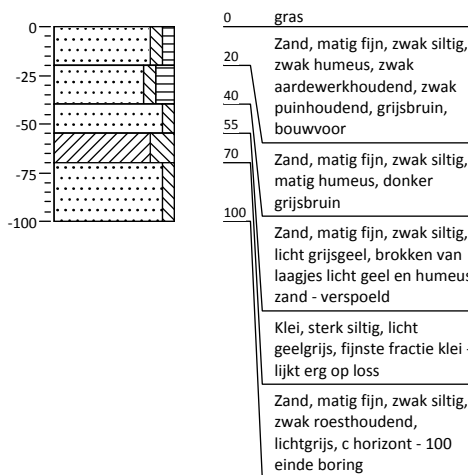 0
-25
-50
-75
-100
0 gras
20
Zand, matig fijn, zwak siltig,
zwak humeus, zwak
aardewerkhoudend, zwak
puinhoudend, grijsbruin,
bouwvoor
40
Zand, matig fijn, zwak siltig,
matig humeus, donker
grijsbruin
55
Zand, matig fijn, zwak siltig,
licht grijsgeel, brokken van
laagjes licht geel en humeus
zand - verspoeld
70
Klei, sterk siltig, licht
geelgrijs, fijnste fractie klei -
lijkt erg op loss
100
Zand, matig fijn, zwak siltig,
zwak roesthoudend,
lichtgrijs, c horizont - 100
einde boring